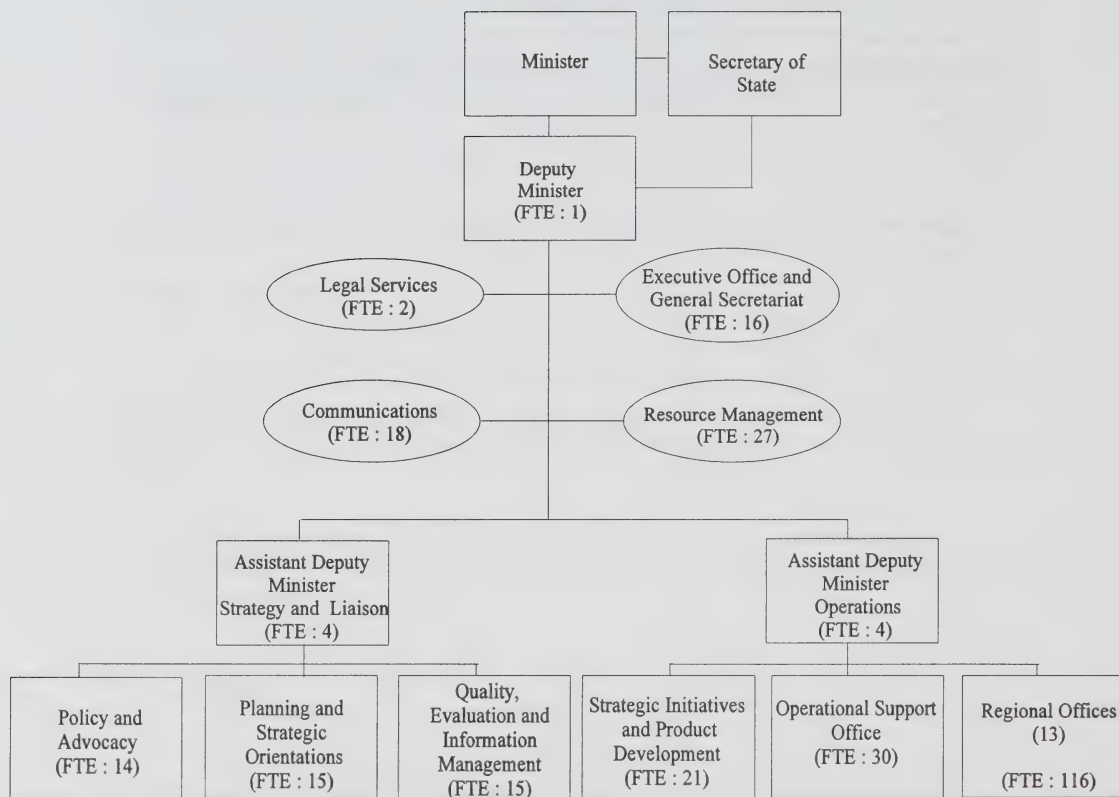 Minister
Secretary of
State
Deputy
Minister
(FTE : 1)
Legal Services
(FTE : 2)
Executive Office and
General Secretariat
(FTE : 16)
Communications
(FTE : 18)
Resource Management
(FTE : 27)
Assistant Deputy
Minister
Strategy and Liaison
(FTE : 4)
Assistant Deputy
Minister
Operations
(FTE : 4)
Policy and
Advocacy
(FTE : 14)
Planning and
Strategic
Orientations
(FTE : 15)
Quality,
Evaluation and
Information
Management
(FTE : 15)
Strategic Initiatives
and Product
Development
(FTE : 21)
Operational Support
Office
(FTE : 30)
Regional Offices
(13)
(FTE : 116)